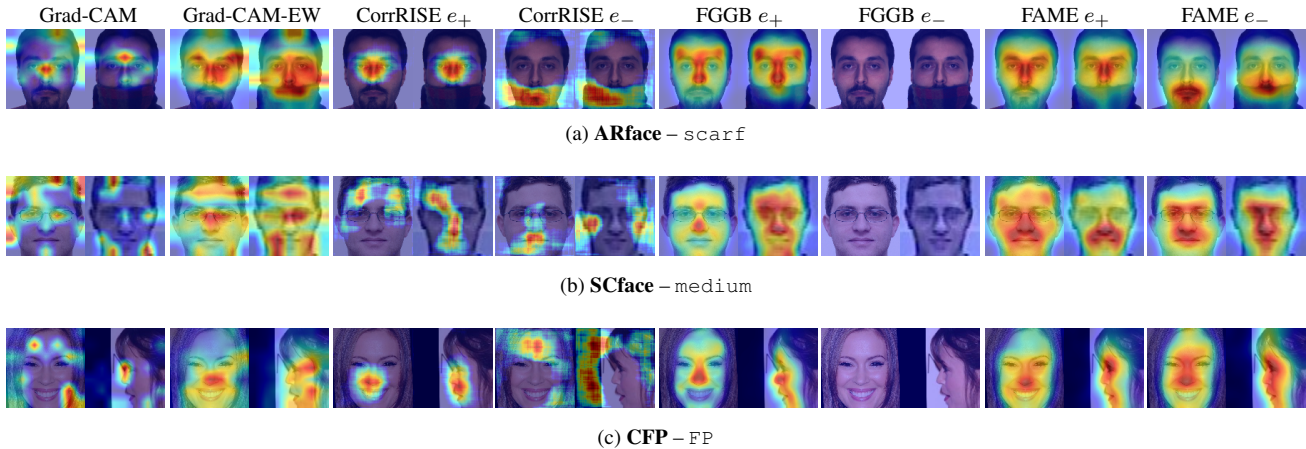 Grad-CAM Grad-CAM-EW CorrRISE e₊ CorrRISE e₋ FGGB e₊ FGGB e₋ FAME e₊ FAME e₋
(a) ARface – scarf
(b) SCface – medium
(c) CFP – FP